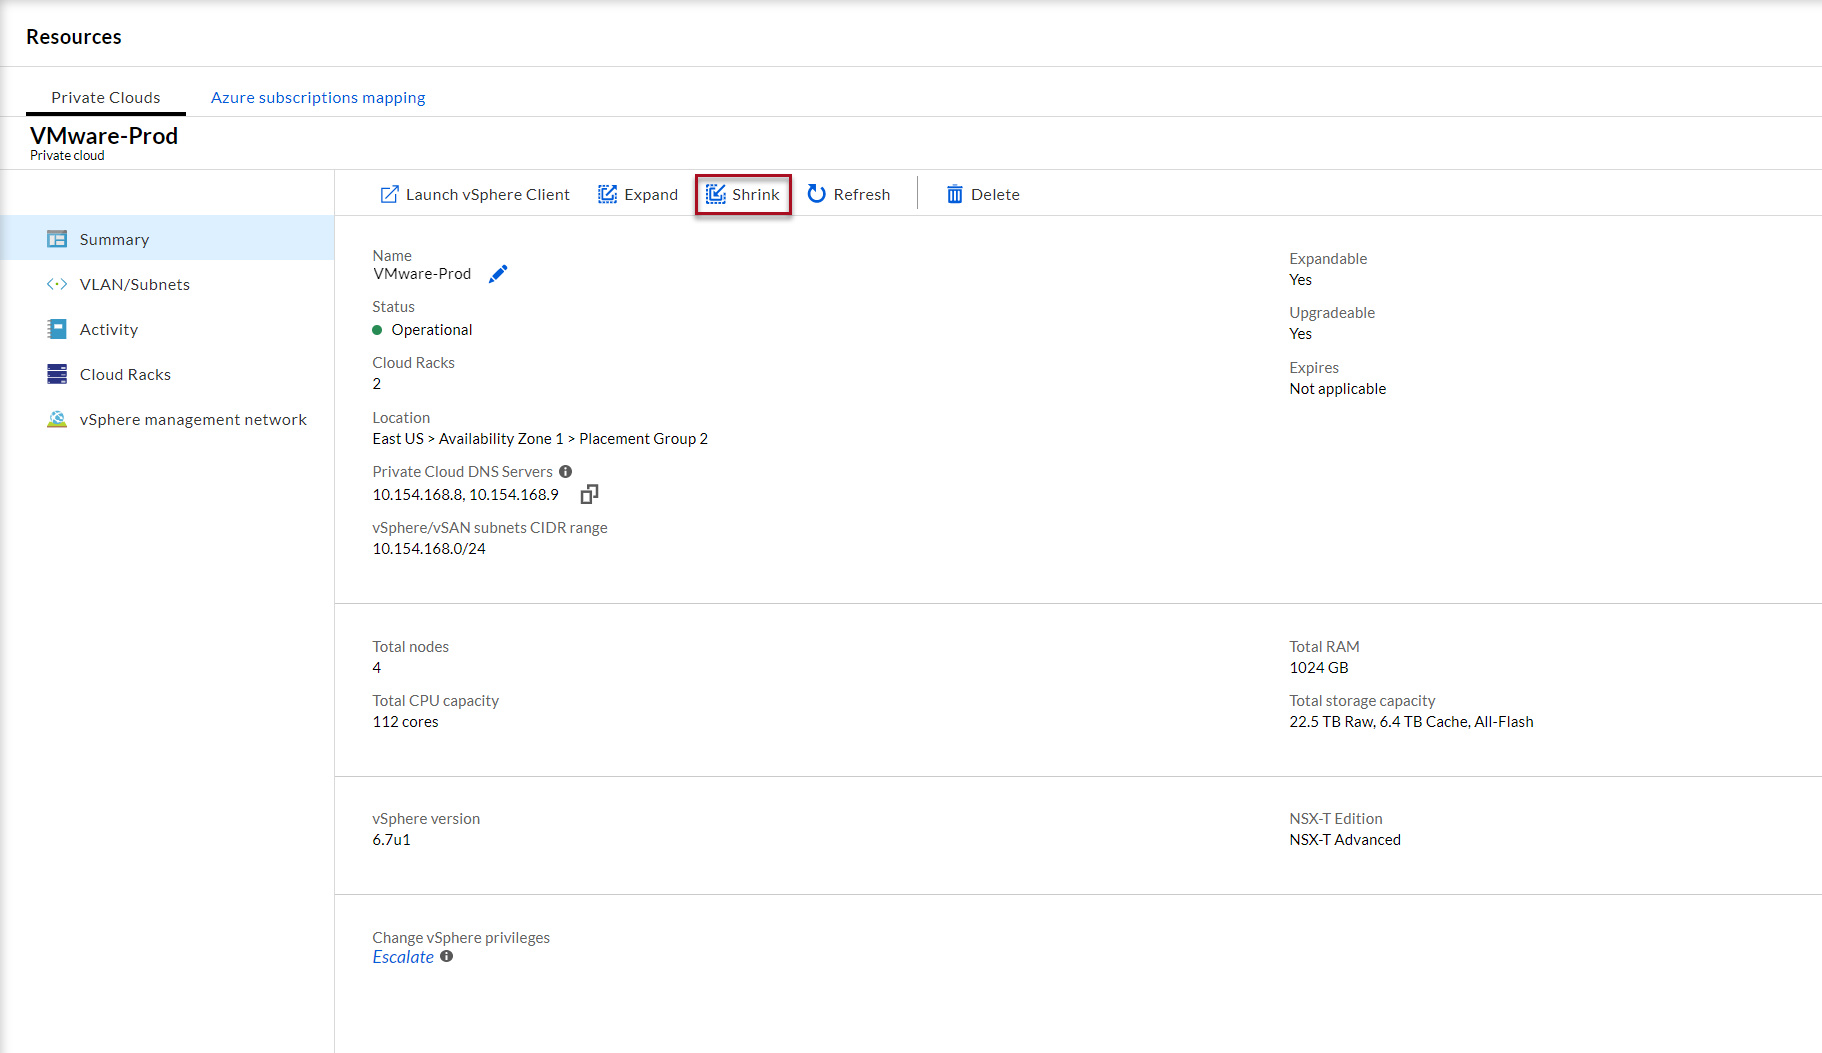 Resources
Private Clouds
Azure subscriptions mapping
VMware-Prod
Private cloud
Launch vSphere Client
Expand
Shrink
Refresh
Delete
Summary
VLAN/Subnets
Activity
Cloud Racks
vSphere management network
Name
VMware-Prod
Status
Operational
Cloud Racks
2
Location
East US > Availability Zone 1 > Placement Group 2
Private Cloud DNS Servers
10.154.168.8, 10.154.168.9
vSphere/vSAN subnets CIDR range
10.154.168.0/24
Expandable
Yes
Upgradeable
Yes
Expires
Not applicable
Total nodes
4
Total CPU capacity
112 cores
Total RAM
1024 GB
Total storage capacity
22.5 TB Raw, 6.4 TB Cache, All-Flash
vSphere version
6.7u1
NSX-T Edition
NSX-T Advanced
Change vSphere privileges
Escalate